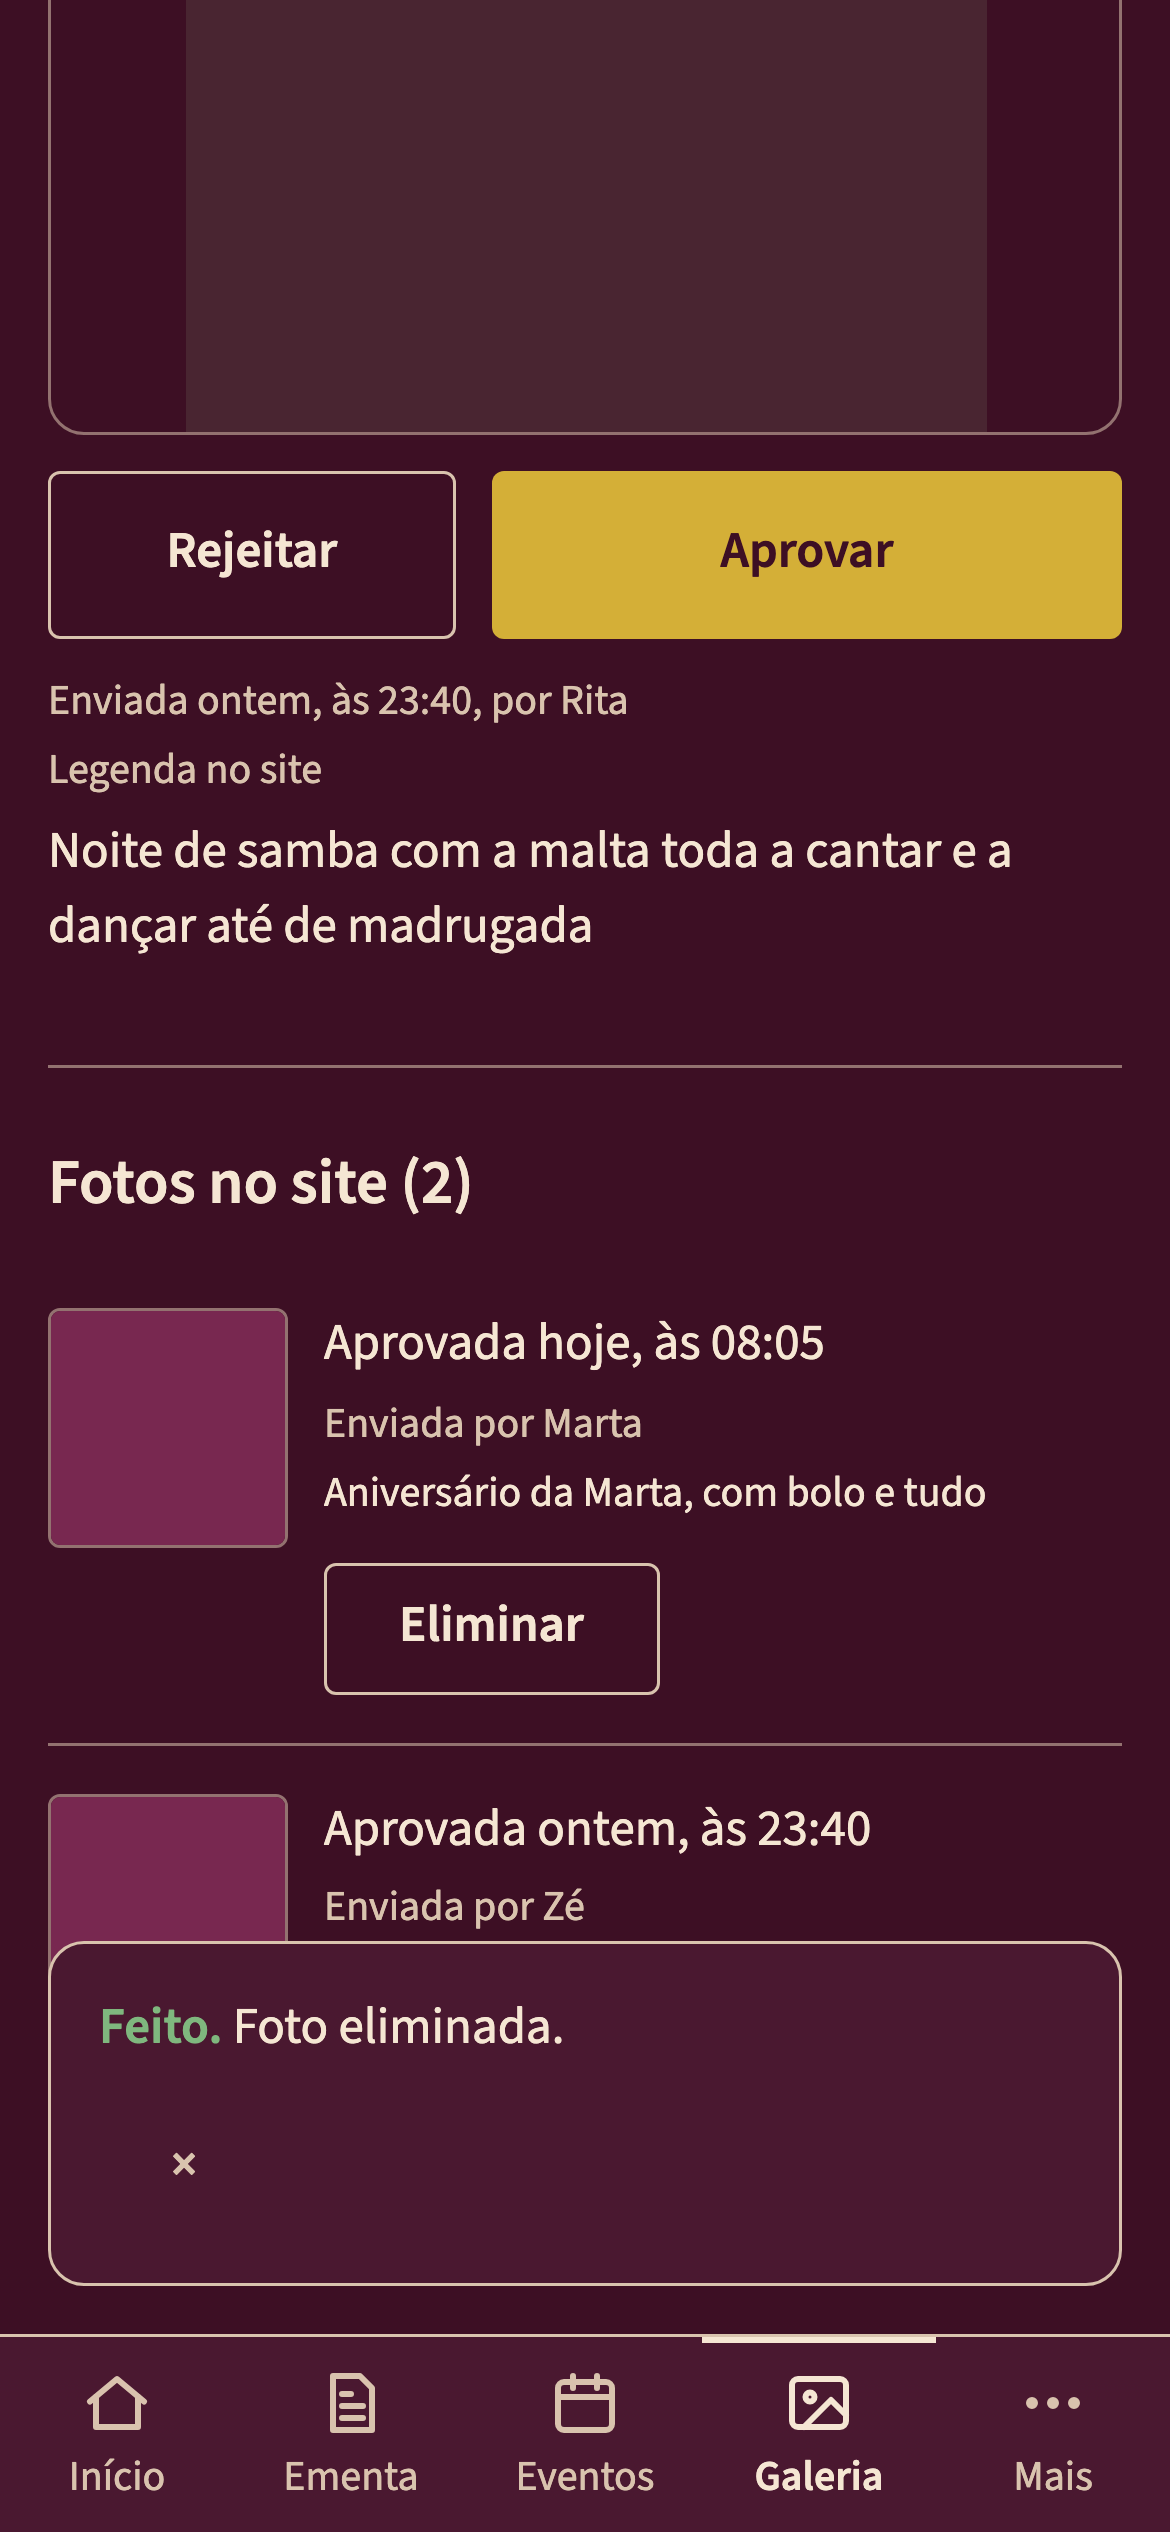 Rejeitar
Aprovar
Enviada ontem, às 23:40, por Rita
Legenda no site
Noite de samba com a malta toda a cantar e a
dançar até de madrugada
Fotos no site (2)
Aprovada hoje, às 08:05
Enviada por Marta
Aniversário da Marta, com bolo e tudo
Eliminar
Aprovada ontem, às 23:40
Enviada por Zé
Feito. Foto eliminada.
×
Início
Ementa
Eventos
Galeria
Mais